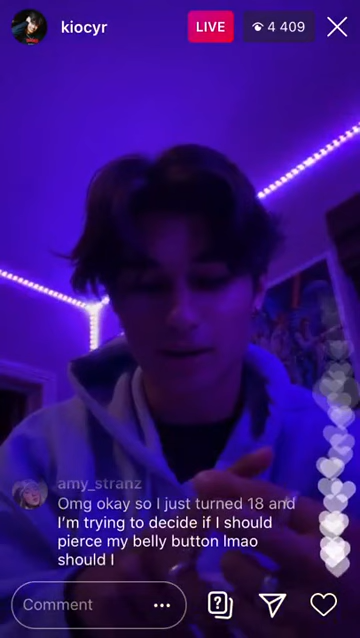 kiocyr
LIVE
4 409
amy_stranz
Omg okay so I just turned 18 and
I'm trying to decide if I should
pierce my belly button lmao
should I
Comment